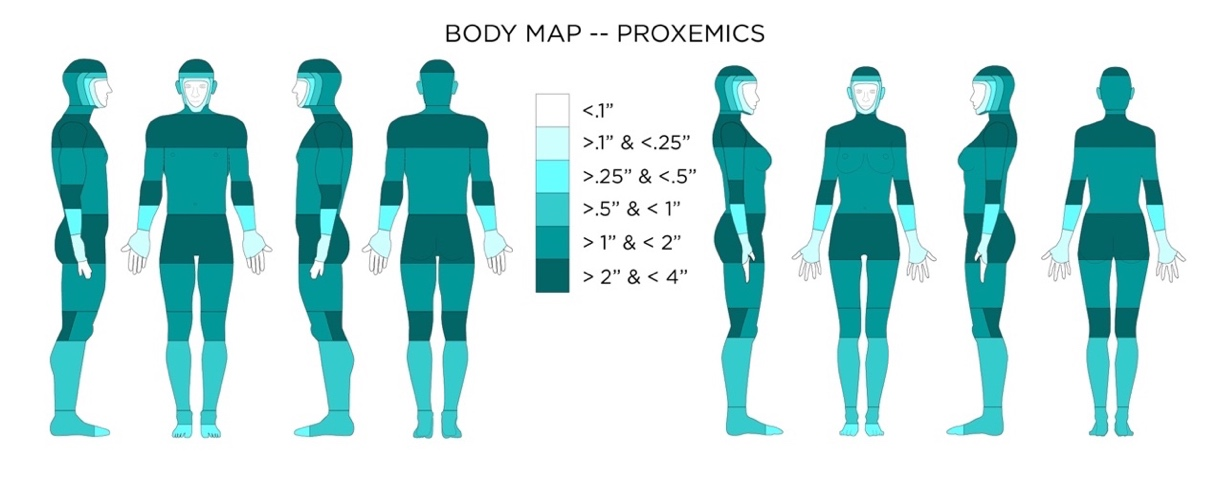 BODY MAP -- PROXEMICS
<.1”
>.1” & <.25”
>.25” & <.5”
>.5” & < 1”
> 1” & < 2”
> 2” & < 4”